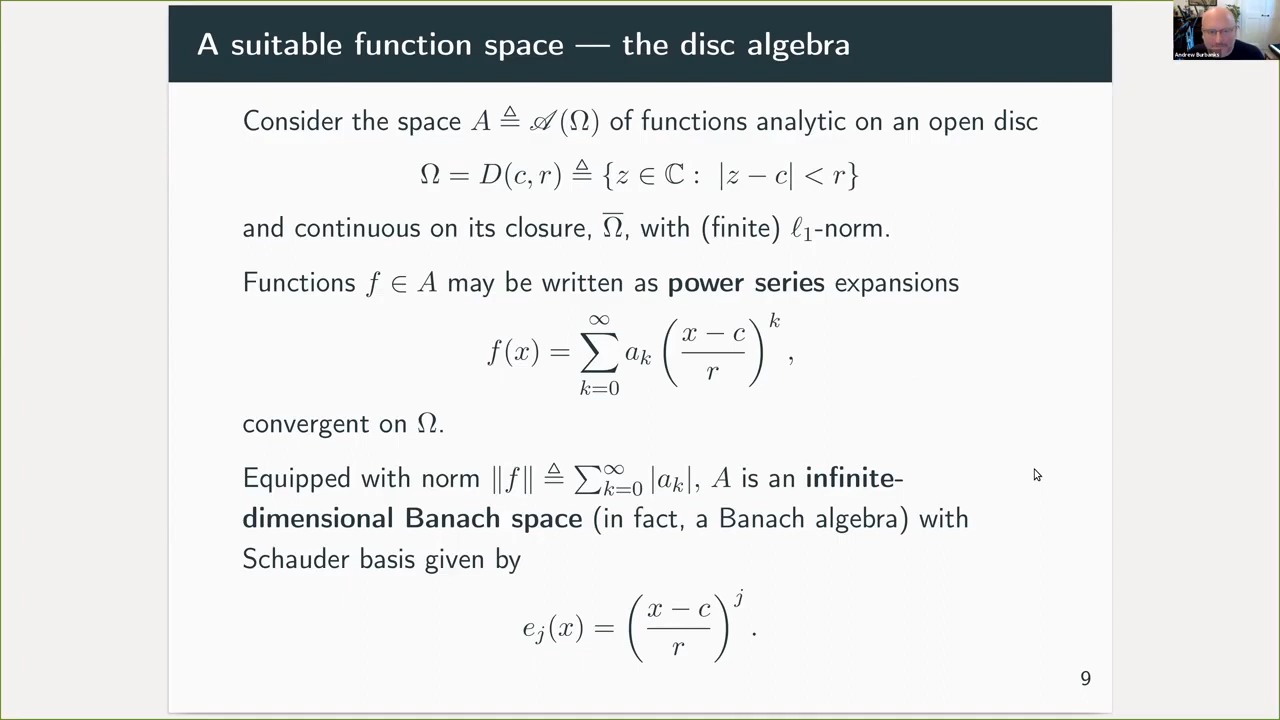 A suitable function space — the disc algebra
Andrew Burbanks
Consider the space A ≜ 𝒜(Ω) of functions analytic on an open disc
Ω = D(c, r) ≜ {z ∈ ℂ : |z − c| < r}
and continuous on its closure, Ω̅, with (finite) ℓ₁-norm.
Functions f ∈ A may be written as power series expansions
f(x) = ∑_{k=0}^{∞} a_k ((x − c)/r)^k ,
convergent on Ω.
Equipped with norm ‖f‖ ≜ ∑_{k=0}^{∞} |a_k|, A is an infinite-
dimensional Banach space (in fact, a Banach algebra) with
Schauder basis given by
e_j(x) = ((x − c)/r)^j .
9